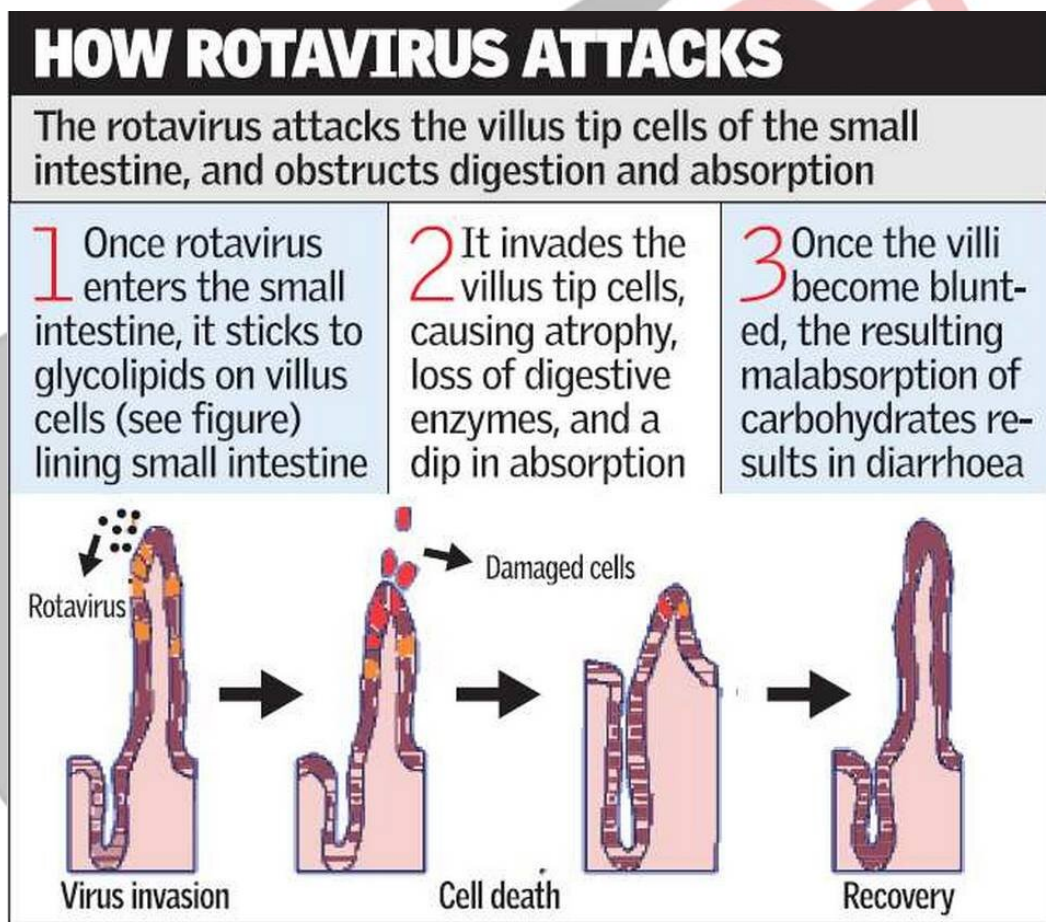 HOW ROTAVIRUS ATTACKS
The rotavirus attacks the villus tip cells of the small
intestine, and obstructs digestion and absorption
1 Once rotavirus
enters the small
intestine, it sticks to
glycolipids on villus
cells (see figure)
lining small intestine
2 It invades the
villus tip cells,
causing atrophy,
loss of digestive
enzymes, and a
dip in absorption
3 Once the villi
become blunt-
ed, the resulting
malabsorption of
carbohydrates re-
sults in diarrhoea
Rotavirus
Damaged cells
Virus invasion
Cell death
Recovery